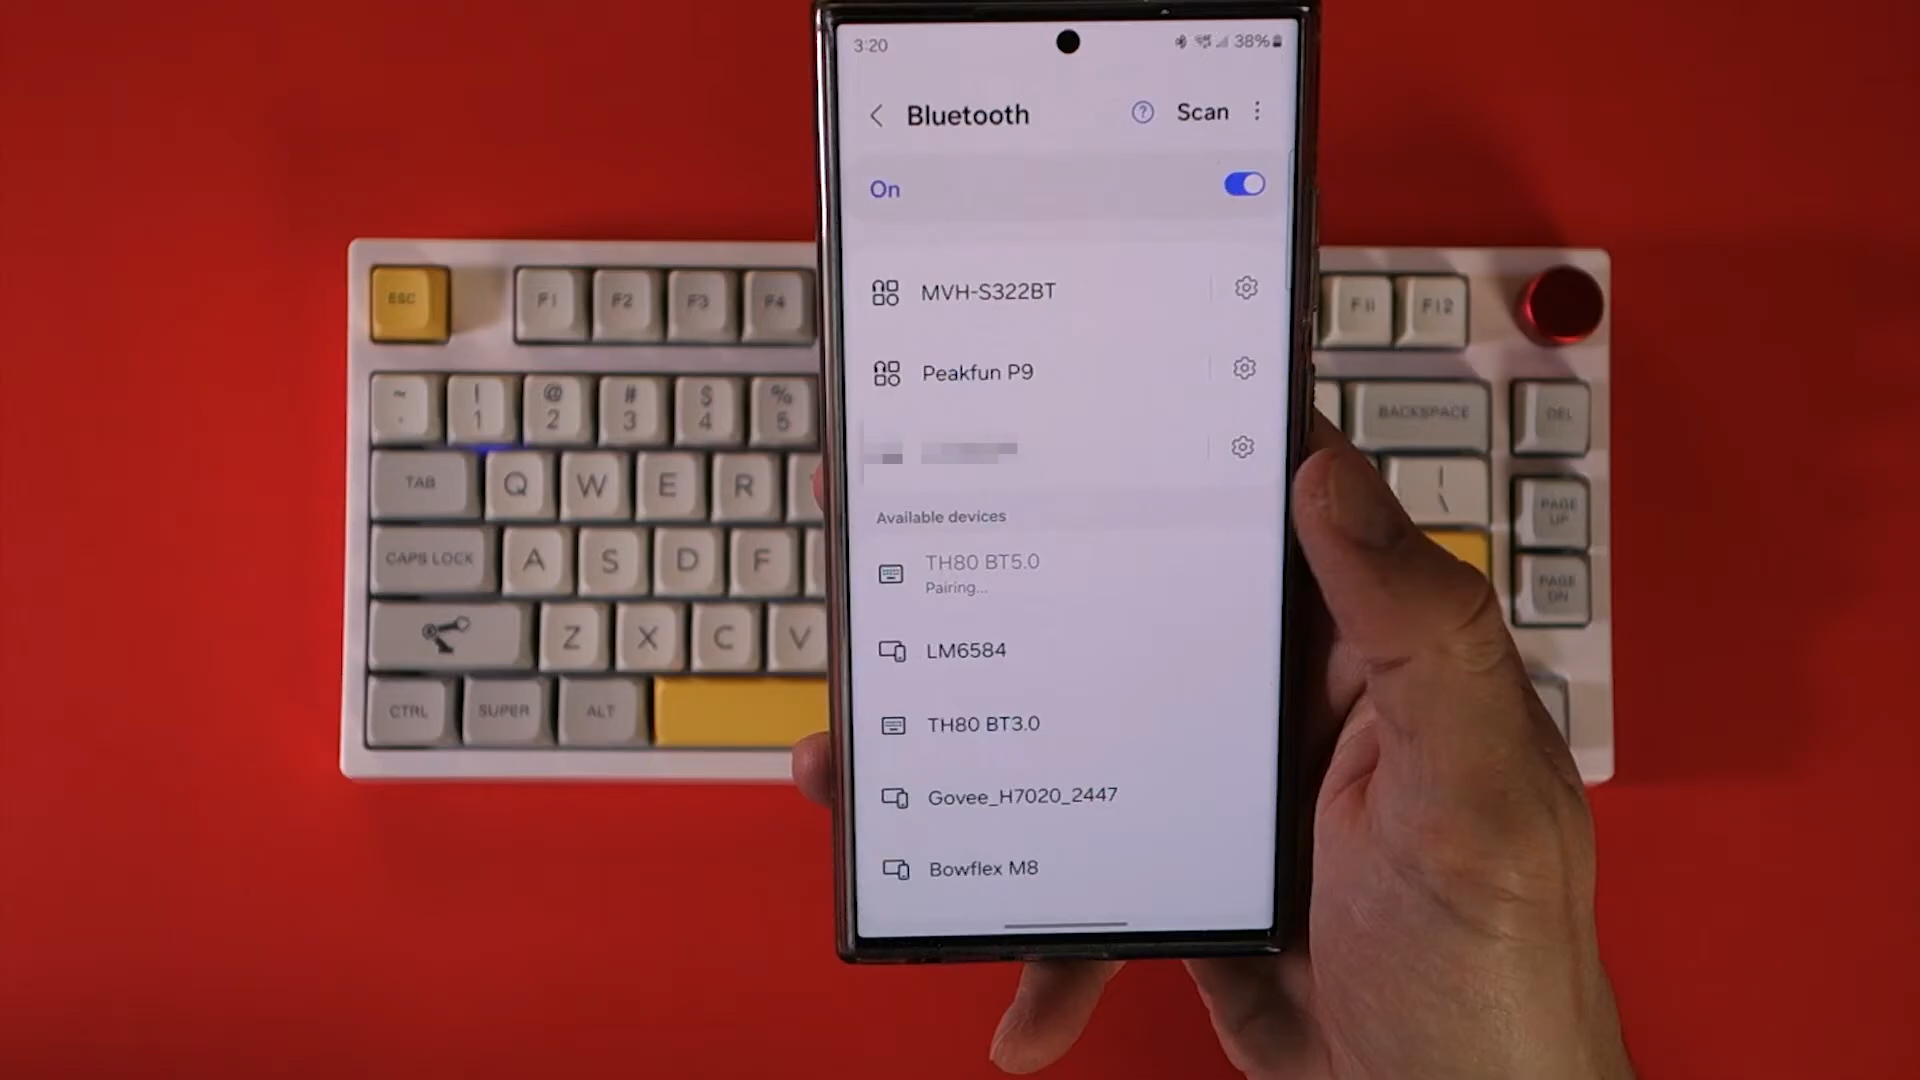 3:20 38%
Bluetooth Scan
On
MVH-S322BT
Peakfun P9
Available devices
TH80 BT5.0
Pairing...
LM6584
TH80 BT3.0
Govee_H7020_2447
Bowflex M8
ESC F1 F2 F3 F4 F11 F12
~ ! @ # $ %
1 2 3 4 5 BACKSPACE DEL
TAB Q W E R | \ PAGE UP
CAPS LOCK A S D F PAGE DN
Z X C V
CTRL SUPER ALT